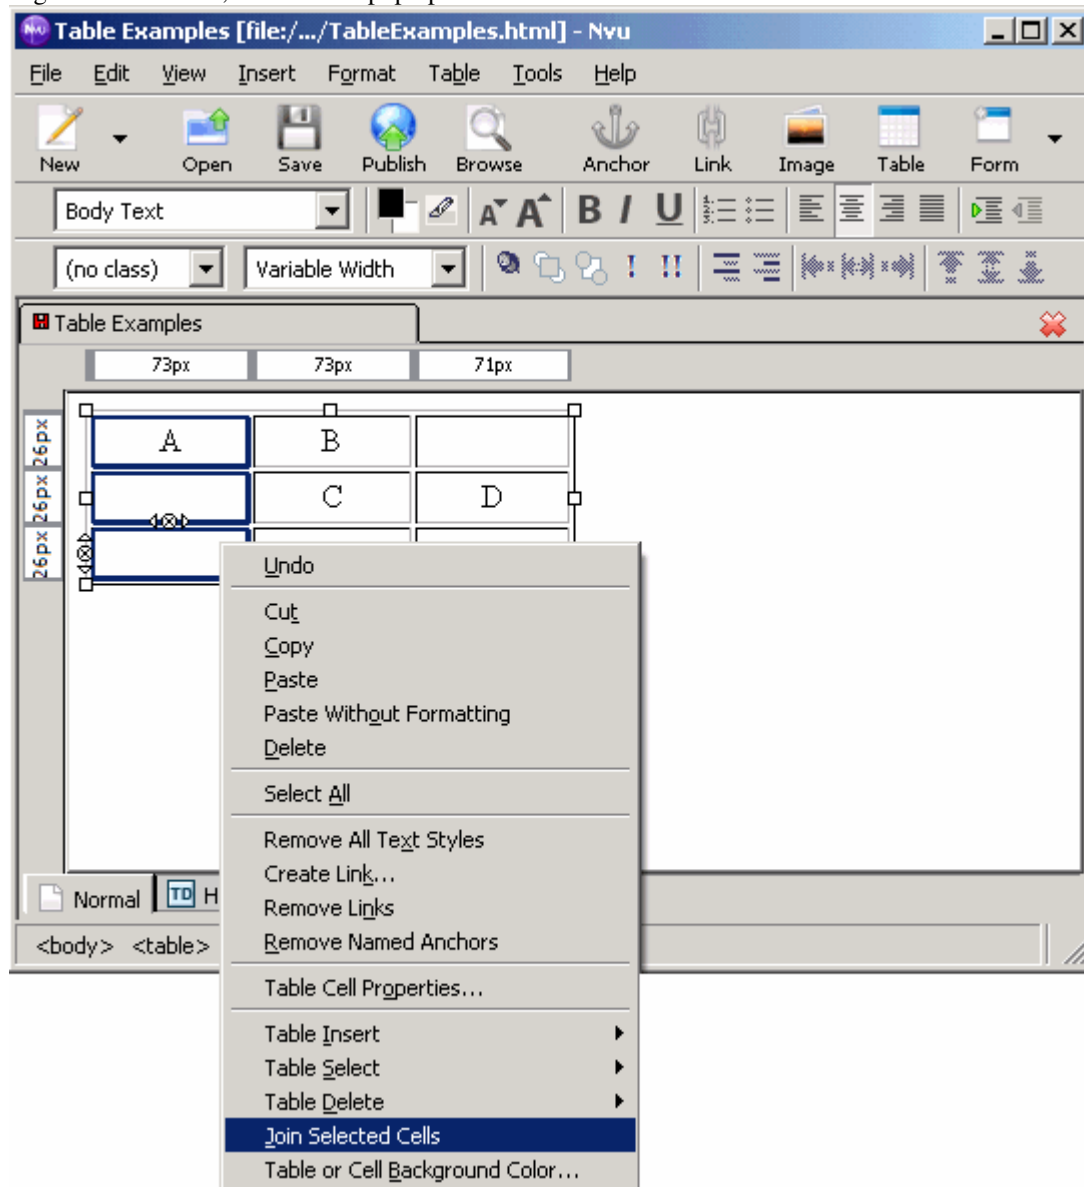 Nvu Table Examples [file:/.../TableExamples.html] - Nvu
File Edit View Insert Format Table Tools Help
New Open Save Publish Browse Anchor Link Image Table Form
Body Text A A B I U
(no class) Variable Width ! !!
Table Examples
73px 73px 71px
26px A B
26px C D
26px
Undo
Cut
Copy
Paste
Paste Without Formatting
Delete
Select All
Remove All Text Styles
Create Link...
Normal TD H
Remove Links
<body> <table>
Remove Named Anchors
Table Cell Properties...
Table Insert
Table Select
Table Delete
Join Selected Cells
Table or Cell Background Color...